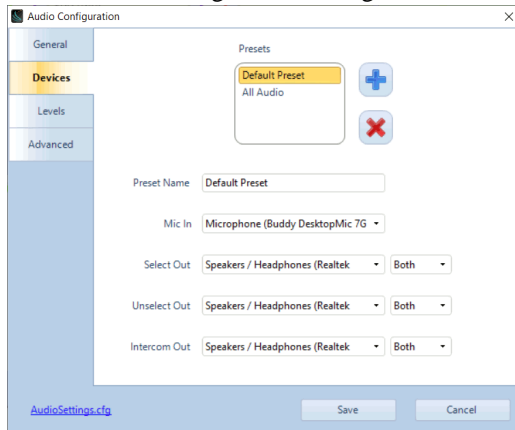 Audio Configuration
General
Devices
Levels
Advanced
Presets
Default Preset
All Audio
Preset Name Default Preset
Mic In Microphone (Buddy DesktopMic 7G
Select Out Speakers / Headphones (Realtek Both
Unselect Out Speakers / Headphones (Realtek Both
Intercom Out Speakers / Headphones (Realtek Both
AudioSettings.cfg Save Cancel